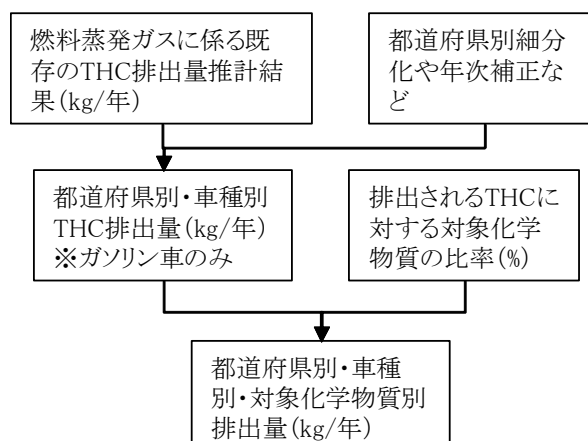 燃料蒸発ガスに係る既
存のTHC排出量推計結
果(kg/年)
都道府県別細分
化や年次補正な
ど
都道府県別・車種別
THC排出量(kg/年)
※ガソリン車のみ
排出されるTHCに
対する対象化学
物質の比率(%)
都道府県別・車種
別・対象化学物質別
排出量(kg/年)